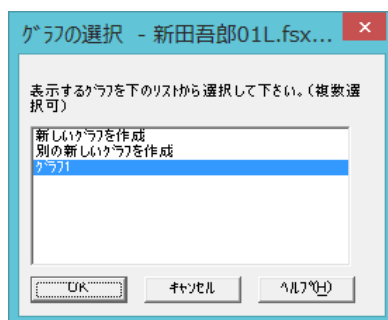 ｸﾞﾗﾌの選択 - 新田吾郎01L.fsx...
表示するｸﾞﾗﾌを下のﾘｽﾄから選択して下さい。(複数選
択可)
新しいｸﾞﾗﾌを作成
別の新しいｸﾞﾗﾌを作成
ｸﾞﾗﾌ1
OK ｷｬﾝｾﾙ ﾍﾙﾌﾟ(H)